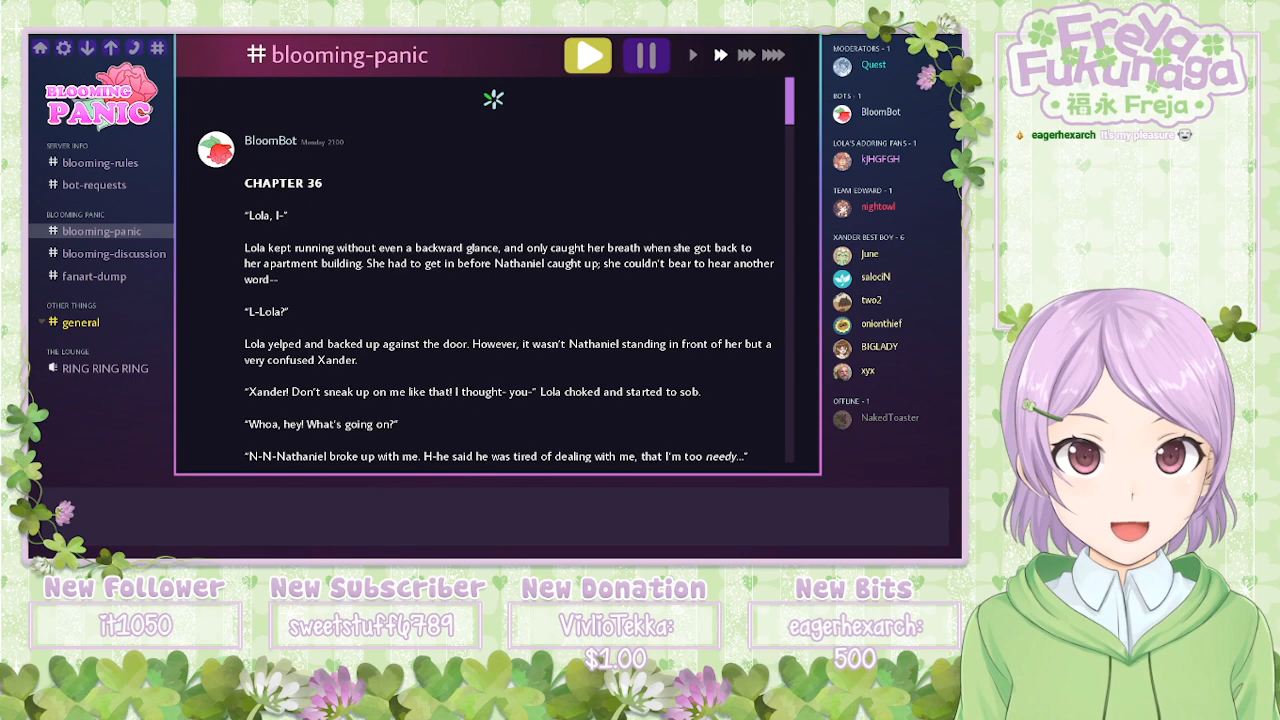 # blooming-panic
BLOOMING
PANIC
SERVER INFO
# blooming-rules
# bot-requests
BLOOMING PANIC
# blooming-panic
# blooming-discussion
# fanart-dump
OTHER THINGS
# general
THE LOUNGE
RING RING RING
BloomBot Monday 21:00
CHAPTER 36
“Lola, I-”
Lola kept running without even a backward glance, and only caught her breath when she got back to
her apartment building. She had to get in before Nathaniel caught up; she couldn’t bear to hear another
word--
“L-Lola?”
Lola yelped and backed up against the door. However, it wasn’t Nathaniel standing in front of her but a
very confused Xander.
“Xander! Don’t sneak up on me like that! I thought- you-” Lola choked and started to sob.
“Whoa, hey! What’s going on?”
“N-N-Nathaniel broke up with me. H-he said he was tired of dealing with me, that I’m too needy...”
MODERATORS - 1
Quest
BOTS - 1
BloomBot
LOLA'S ADORING FANS - 1
kJHGFGH
TEAM EDWARD - 1
nightowl
XANDER BEST BOY - 6
June
salociN
two2
onionthief
BIGLADY
xyx
OFFLINE - 1
NakedToaster
Freya
Fukunaga
福永 Freja
eagerhexarch It's my pleasure
New Follower
it1050
New Subscriber
sweetstuff6789
New Donation
VivlioTekka:
$1.00
New Bits
eagerhexarch:
500